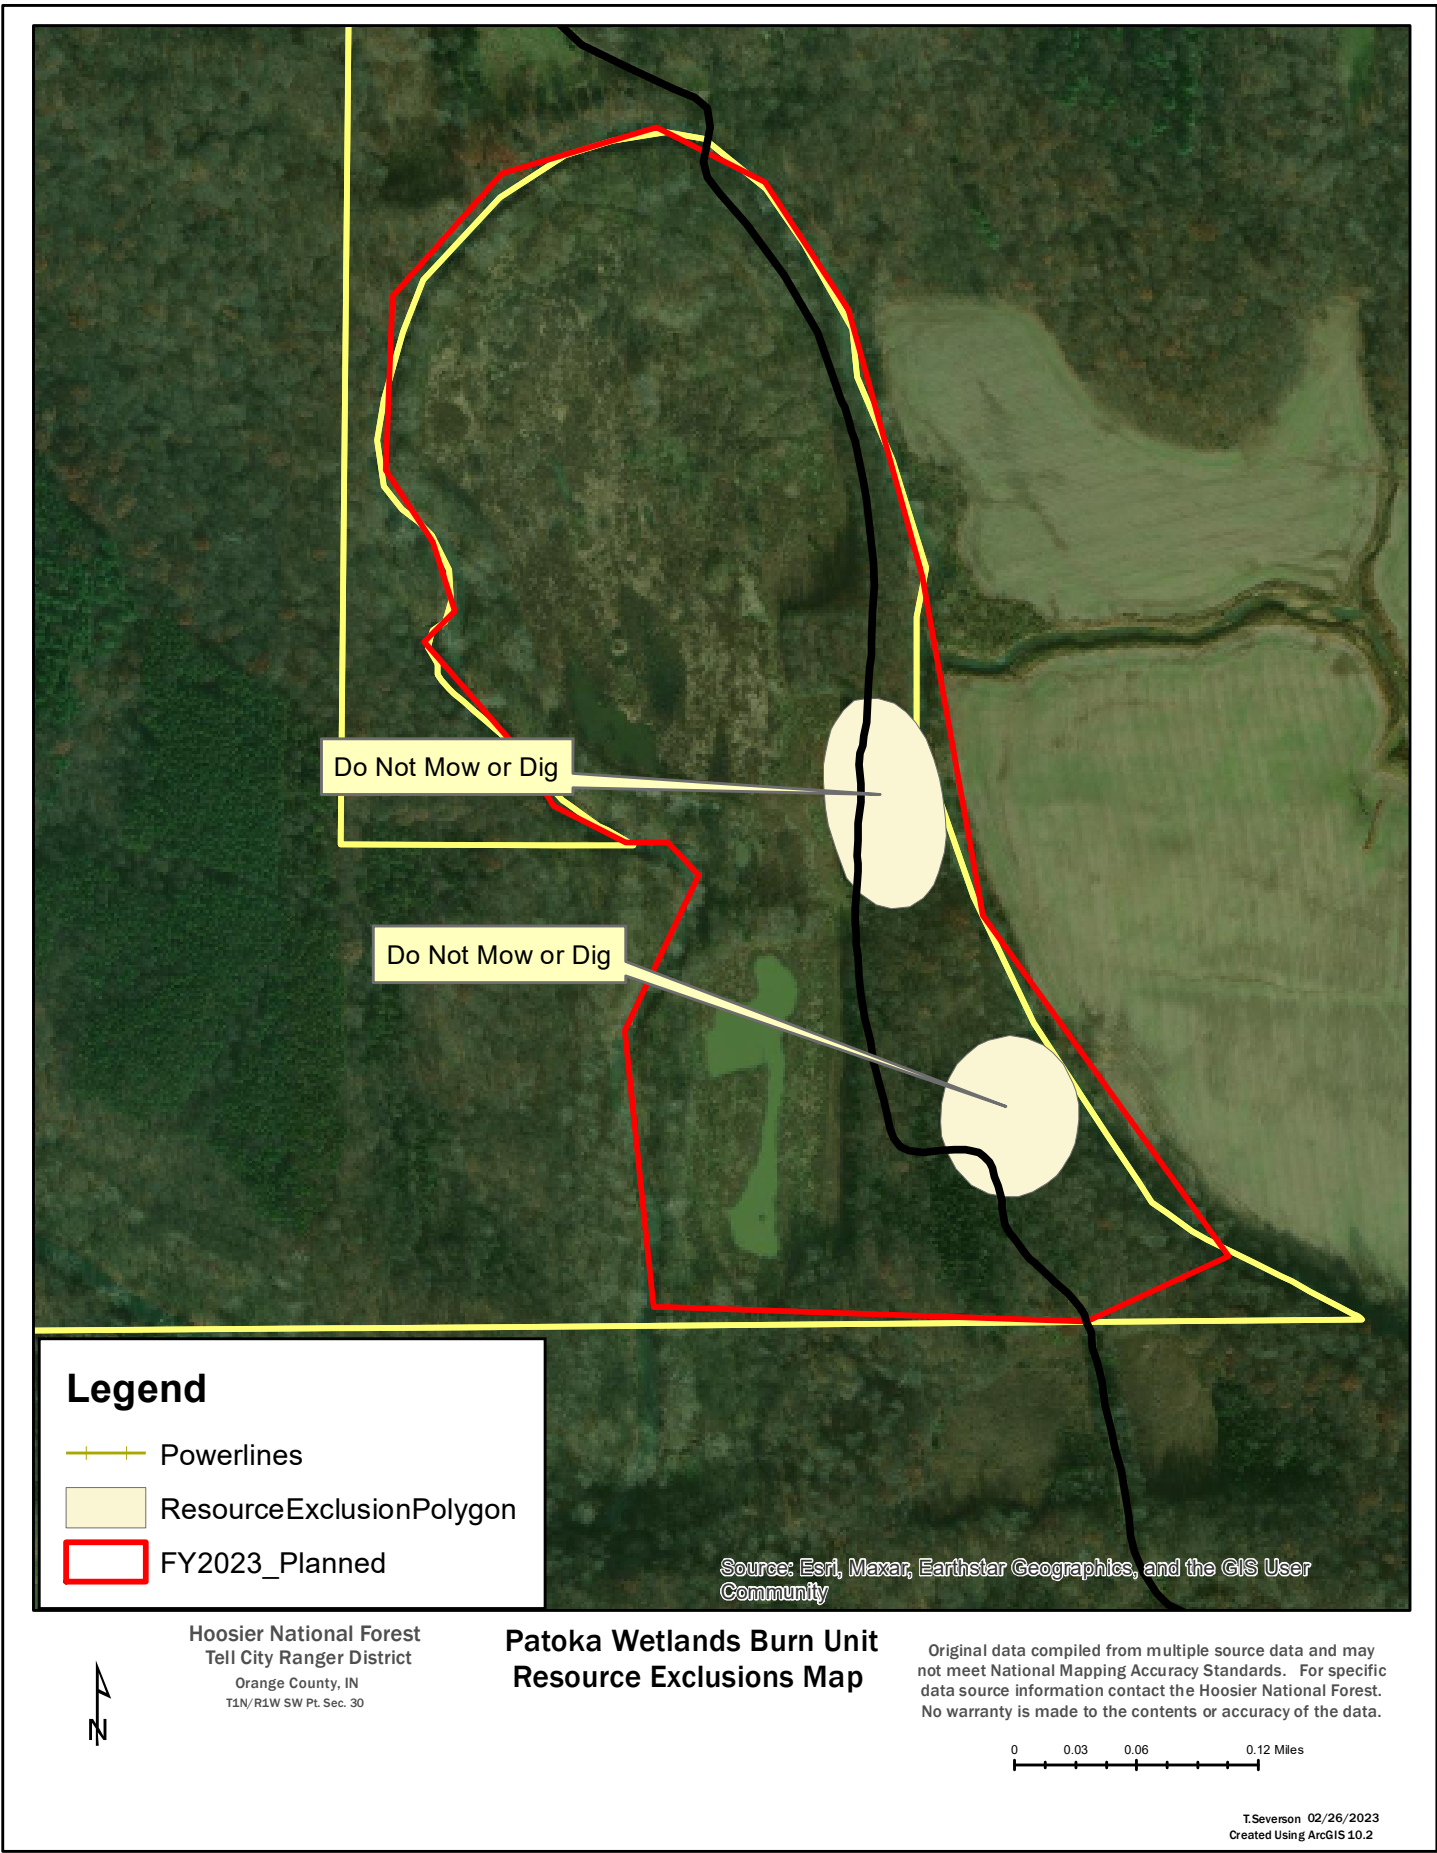 Do Not Mow or Dig
Do Not Mow or Dig
Legend
Powerlines
ResourceExclusionPolygon
FY2023_Planned
Source: Esri, Maxar, Earthstar Geographics, and the GIS User
Community
Hoosier National Forest
Tell City Ranger District
Orange County, IN
T1N/R1W SW Pt. Sec. 30
N
Patoka Wetlands Burn Unit
Resource Exclusions Map
Original data compiled from multiple source data and may
not meet National Mapping Accuracy Standards. For specific
data source information contact the Hoosier National Forest.
No warranty is made to the contents or accuracy of the data.
0 0.03 0.06 0.12 Miles
T.Severson 02/26/2023
Created Using ArcGIS 10.2